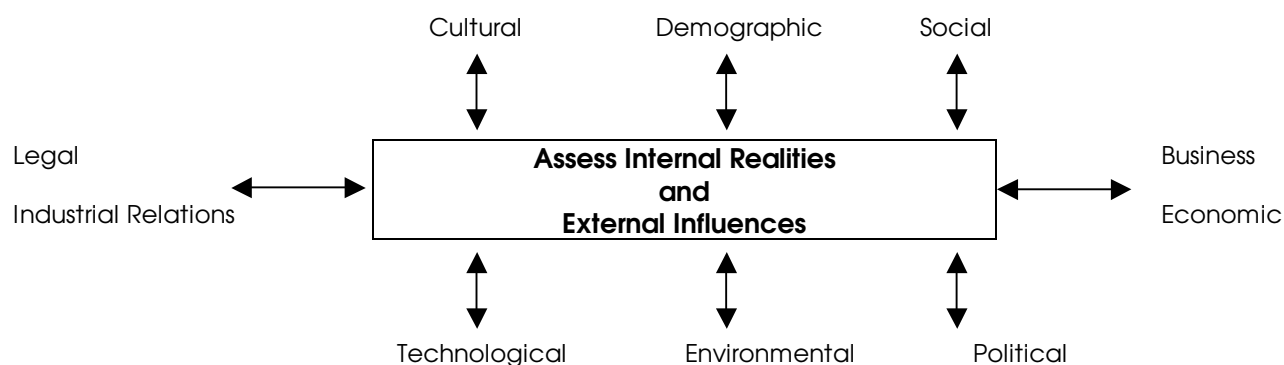 Cultural Demographic Social
Legal
Industrial Relations
Assess Internal Realities
and
External Influences
Business
Economic
Technological Environmental Political